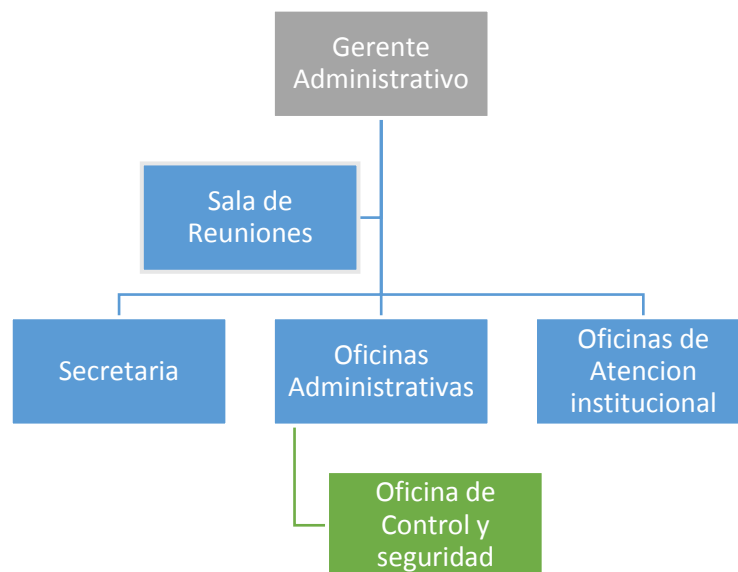 Gerente
Administrativo
Sala de
Reuniones
Secretaria
Oficinas
Administrativas
Oficinas de
Atencion
institucional
Oficina de
Control y
seguridad